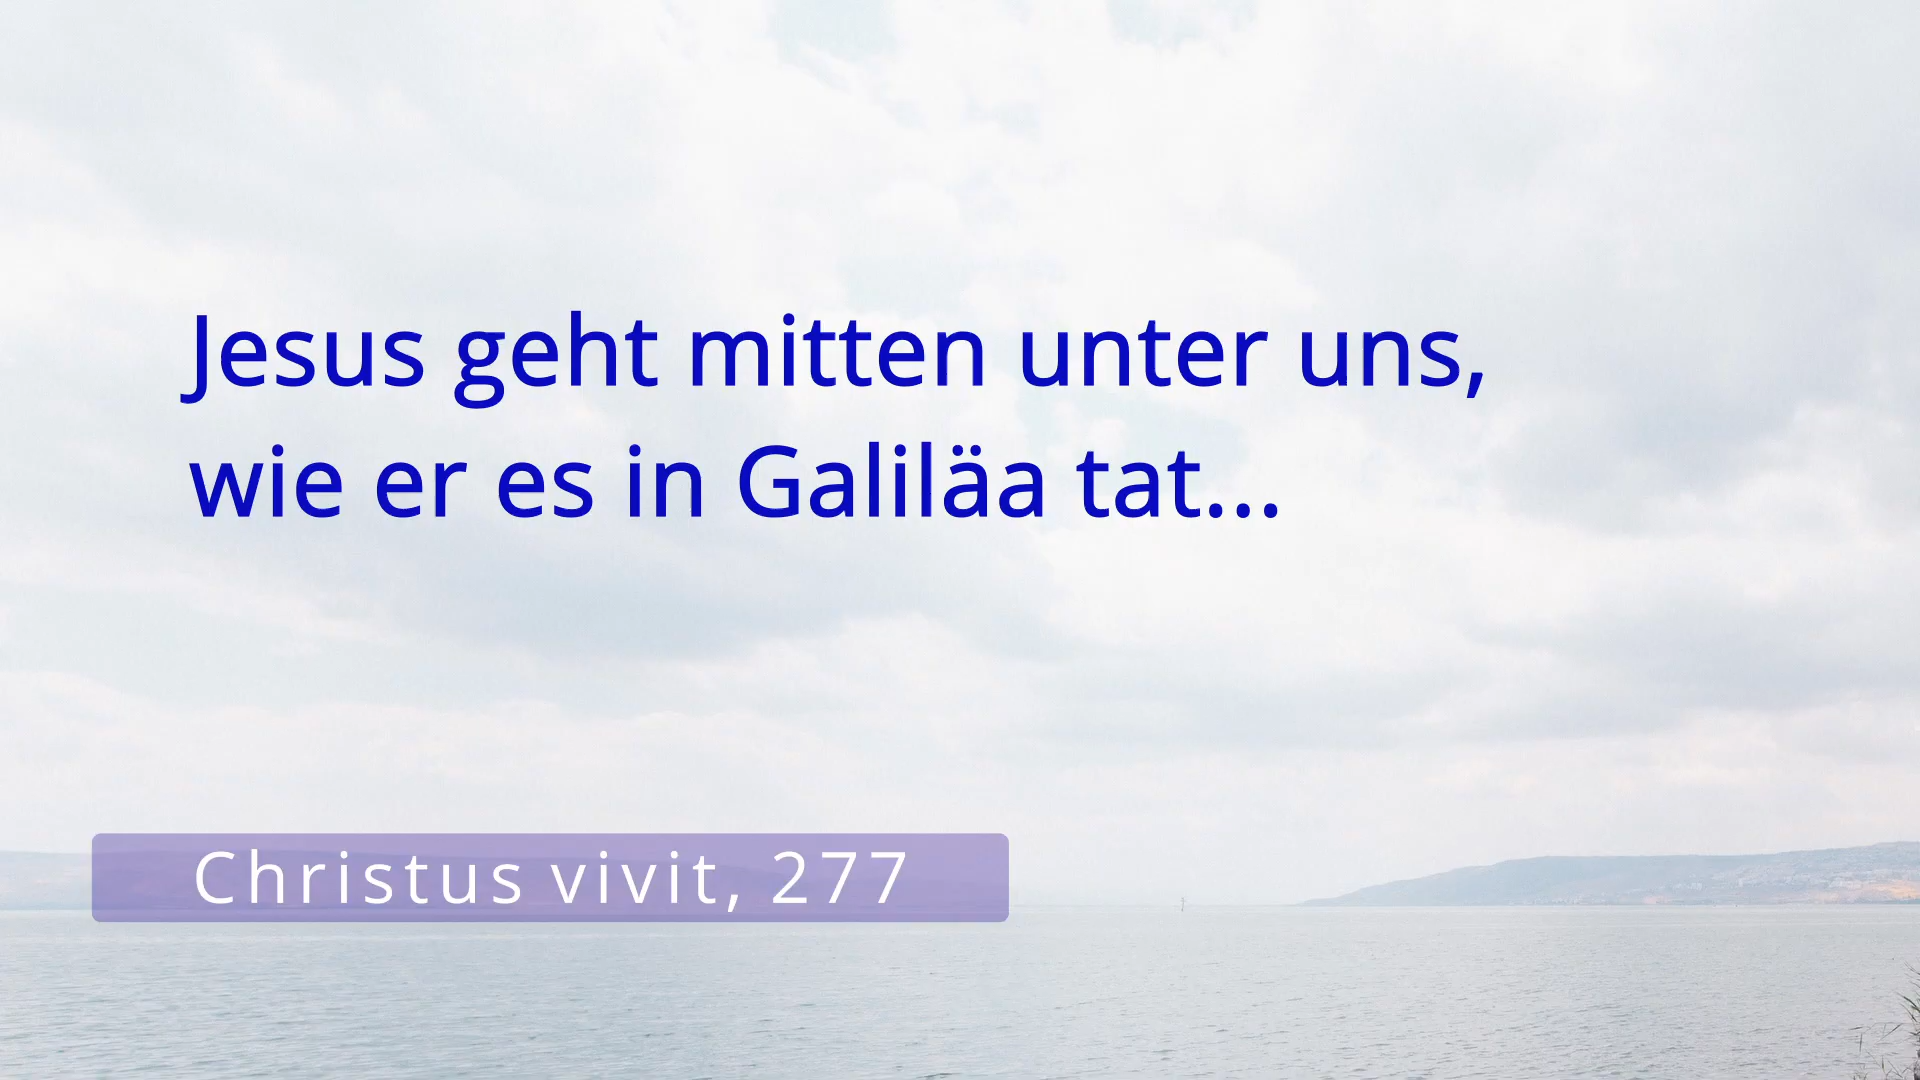 Jesus geht mitten unter uns,
wie er es in Galiläa tat...
Christus vivit, 277